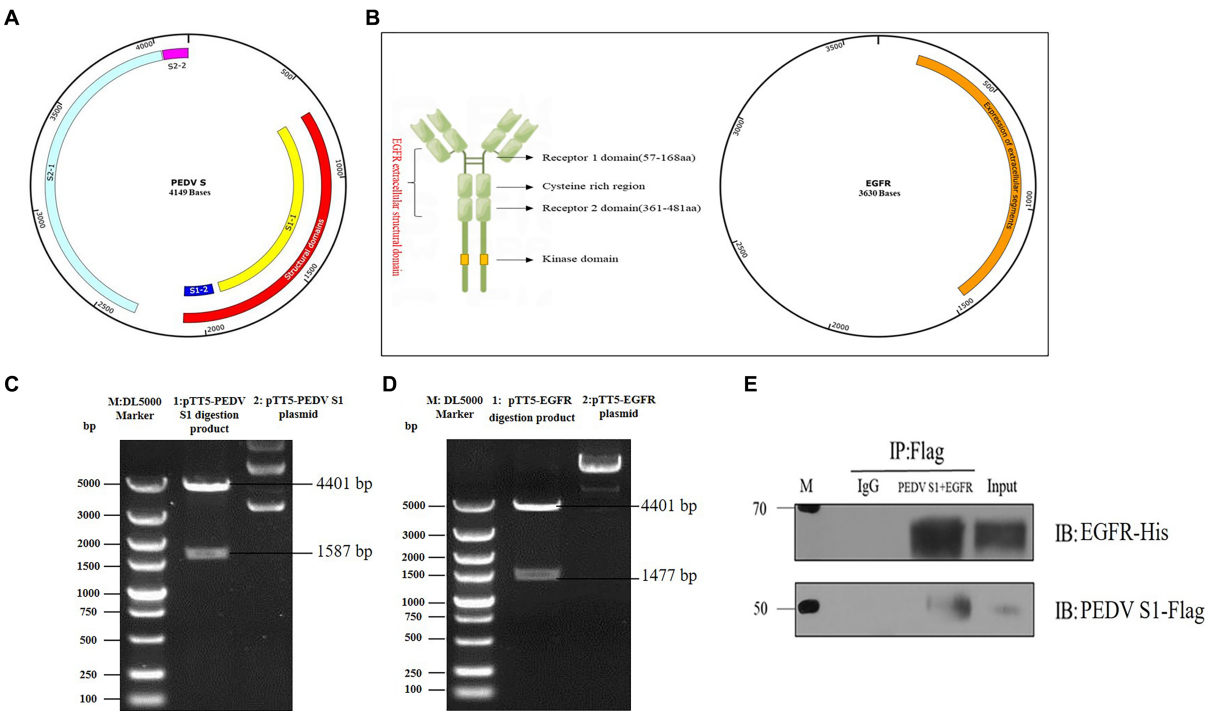 A
4000
S2-2
500
3500
S2-1
PEDV S
4149 Bases
1000
3000
S1-1
Structural domains
1500
S1-2
2500
2000
B
EGFR extracellular structural domain
Receptor 1 domain(57-168aa)
Cysteine rich region
Receptor 2 domain(361-481aa)
Kinase domain
3500
500
Expression of extracellular segments
3000
EGFR
3630 Bases
1000
2500
1500
2000
C
M:DL5000
Marker
1:pTT5-PEDV
S1 digestion
product
2: pTT5-PEDV S1
plasmid
bp
5000
3000
2000
1500
1000
750
500
250
100
4401 bp
1587 bp
D
M: DL5000
Marker
1: pTT5-EGFR
digestion product
2:pTT5-EGFR
plasmid
bp
5000
3000
2000
1500
1000
750
500
250
100
4401 bp
1477 bp
E
IP:Flag
M IgG PEDV S1+EGFR Input
70
IB:EGFR-His
50
IB:PEDV S1-Flag